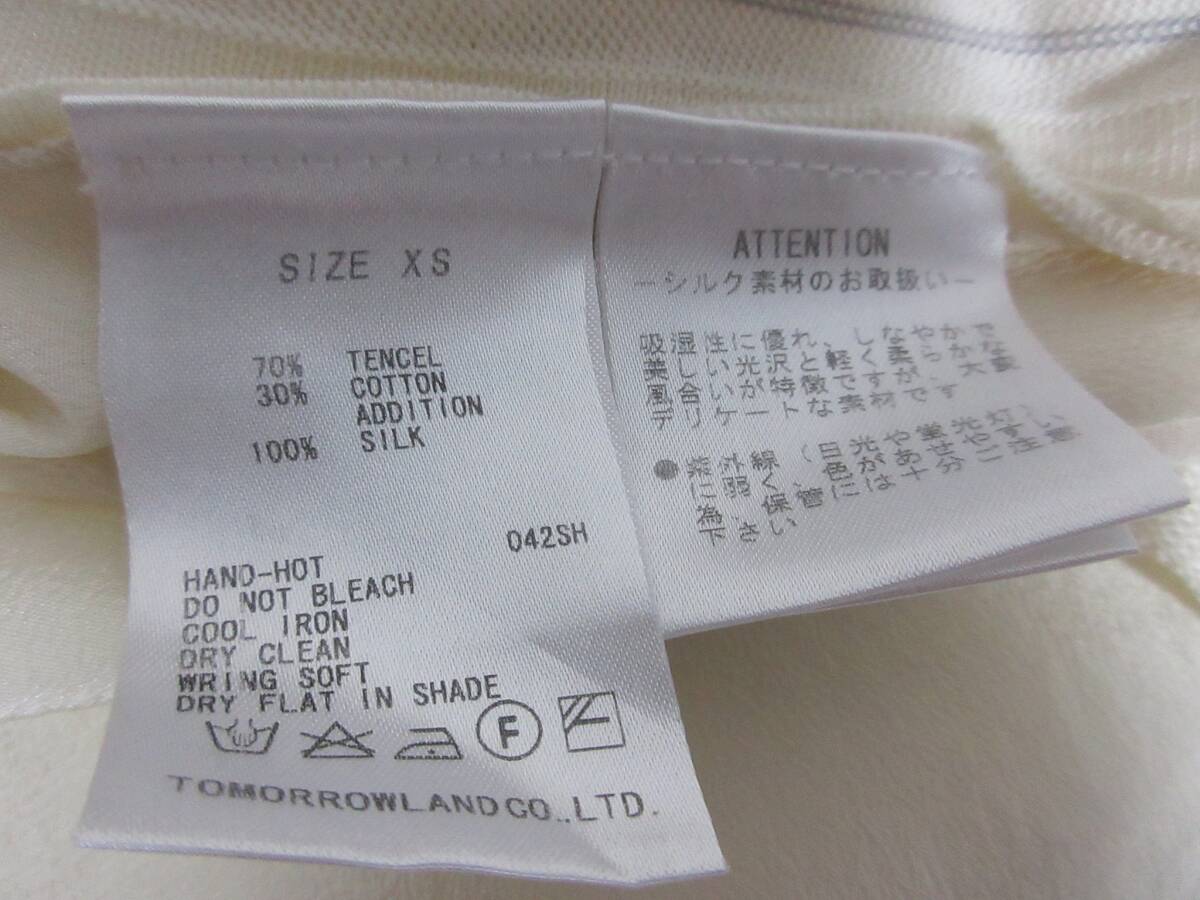 SIZE XS
70% TENCEL
30% COTTON
ADDITION
100% SILK
042SH
HAND-HOT
DO NOT BLEACH
COOL IRON
DRY CLEAN
WRING SOFT
DRY FLAT IN SHADE
F
TOMORROWLAND CO.,LTD.
ATTENTION
ーシルク素材のお取扱いー
吸湿性に優れ、しなやかで
美しい光沢と軽く柔らかな
風合いが特徴ですが、大変
デリケートな素材です
●紫外線（日光や蛍光灯）
に弱く、色があせやすい
為、保管には十分ご注意
下さい